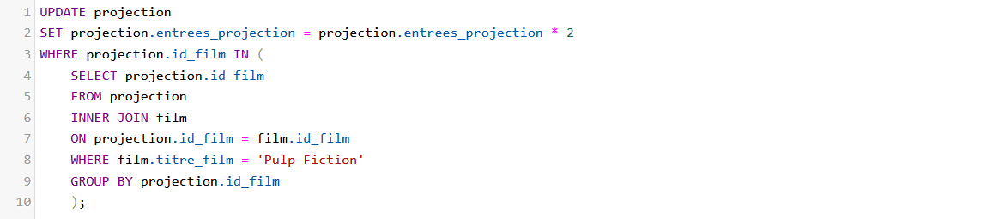 1 UPDATE projection
2 SET projection.entrees_projection = projection.entrees_projection * 2
3 WHERE projection.id_film IN (
4 SELECT projection.id_film
5 FROM projection
6 INNER JOIN film
7 ON projection.id_film = film.id_film
8 WHERE film.titre_film = 'Pulp Fiction'
9 GROUP BY projection.id_film
10 );